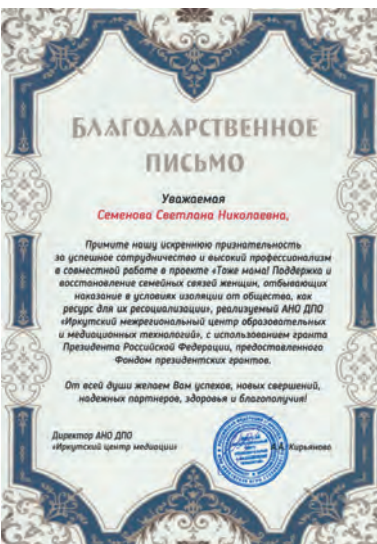 БЛАГОДАРСТВЕННОЕ
ПИСЬМО
Уважаемая
Семенова Светлана Николаевна,
Примите нашу искреннюю признательность
за успешное сотрудничество и высокий профессионализм
в совместной работе в проекте «Тоже мама! Поддержка и
восстановление семейных связей женщин, отбывающих
наказание в условиях изоляции от общества, как
ресурс для их ресоциализации», реализуемый АНО ДПО
«Иркутский межрегиональный центр образовательных
и медиационных технологий», с использованием гранта
Президента Российской Федерации, предоставленного
Фондом президентских грантов.
От всей души желаем Вам успехов, новых свершений,
надежных партнеров, здоровья и благополучия!
Директор АНО ДПО
«Иркутский центр медиации»
А.А. Кирьянова